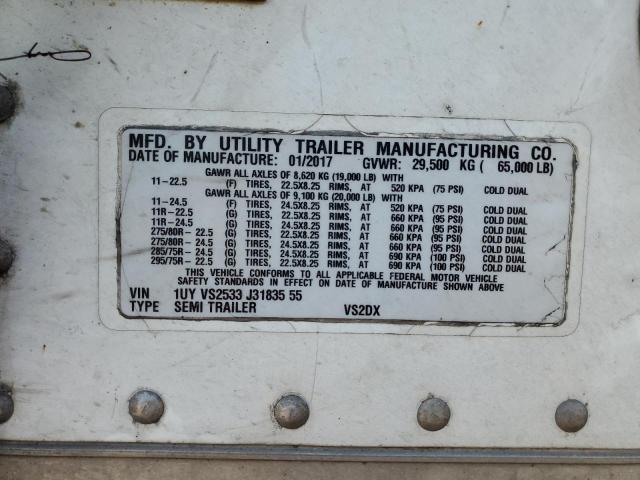 MFD. BY UTILITY TRAILER MANUFACTURING CO.
DATE OF MANUFACTURE: 01/2017 GVWR: 29,500 KG ( 65,000 LB)
GAWR ALL AXLES OF 8,620 KG (19,000 LB) WITH
11-22.5 (F) TIRES, 22.5X8.25 RIMS, AT 520 KPA (75 PSI) COLD DUAL
GAWR ALL AXLES OF 9,100 KG (20,000 LB) WITH
11-24.5 (F) TIRES, 24.5X8.25 RIMS, AT 520 KPA (75 PSI) COLD DUAL
11R-22.5 (G) TIRES, 22.5X8.25 RIMS, AT 660 KPA (95 PSI) COLD DUAL
11R-24.5 (G) TIRES, 24.5X8.25 RIMS, AT 660 KPA (95 PSI) COLD DUAL
275/80R-22.5 (G) TIRES, 22.5X8.25 RIMS, AT 660 KPA (95 PSI) COLD DUAL
275/80R-24.5 (G) TIRES, 24.5X8.25 RIMS, AT 660 KPA (95 PSI) COLD DUAL
285/75R-24.5 (G) TIRES, 24.5X8.25 RIMS, AT 690 KPA (100 PSI) COLD DUAL
295/75R-22.5 (G) TIRES, 22.5X8.25 RIMS, AT 690 KPA (100 PSI) COLD DUAL
THIS VEHICLE CONFORMS TO ALL APPLICABLE FEDERAL MOTOR VEHICLE
SAFETY STANDARDS IN EFFECT ON DATE OF MANUFACTURE SHOWN ABOVE
VIN 1UY VS2533 J31835 55
TYPE SEMI TRAILER VS2DX